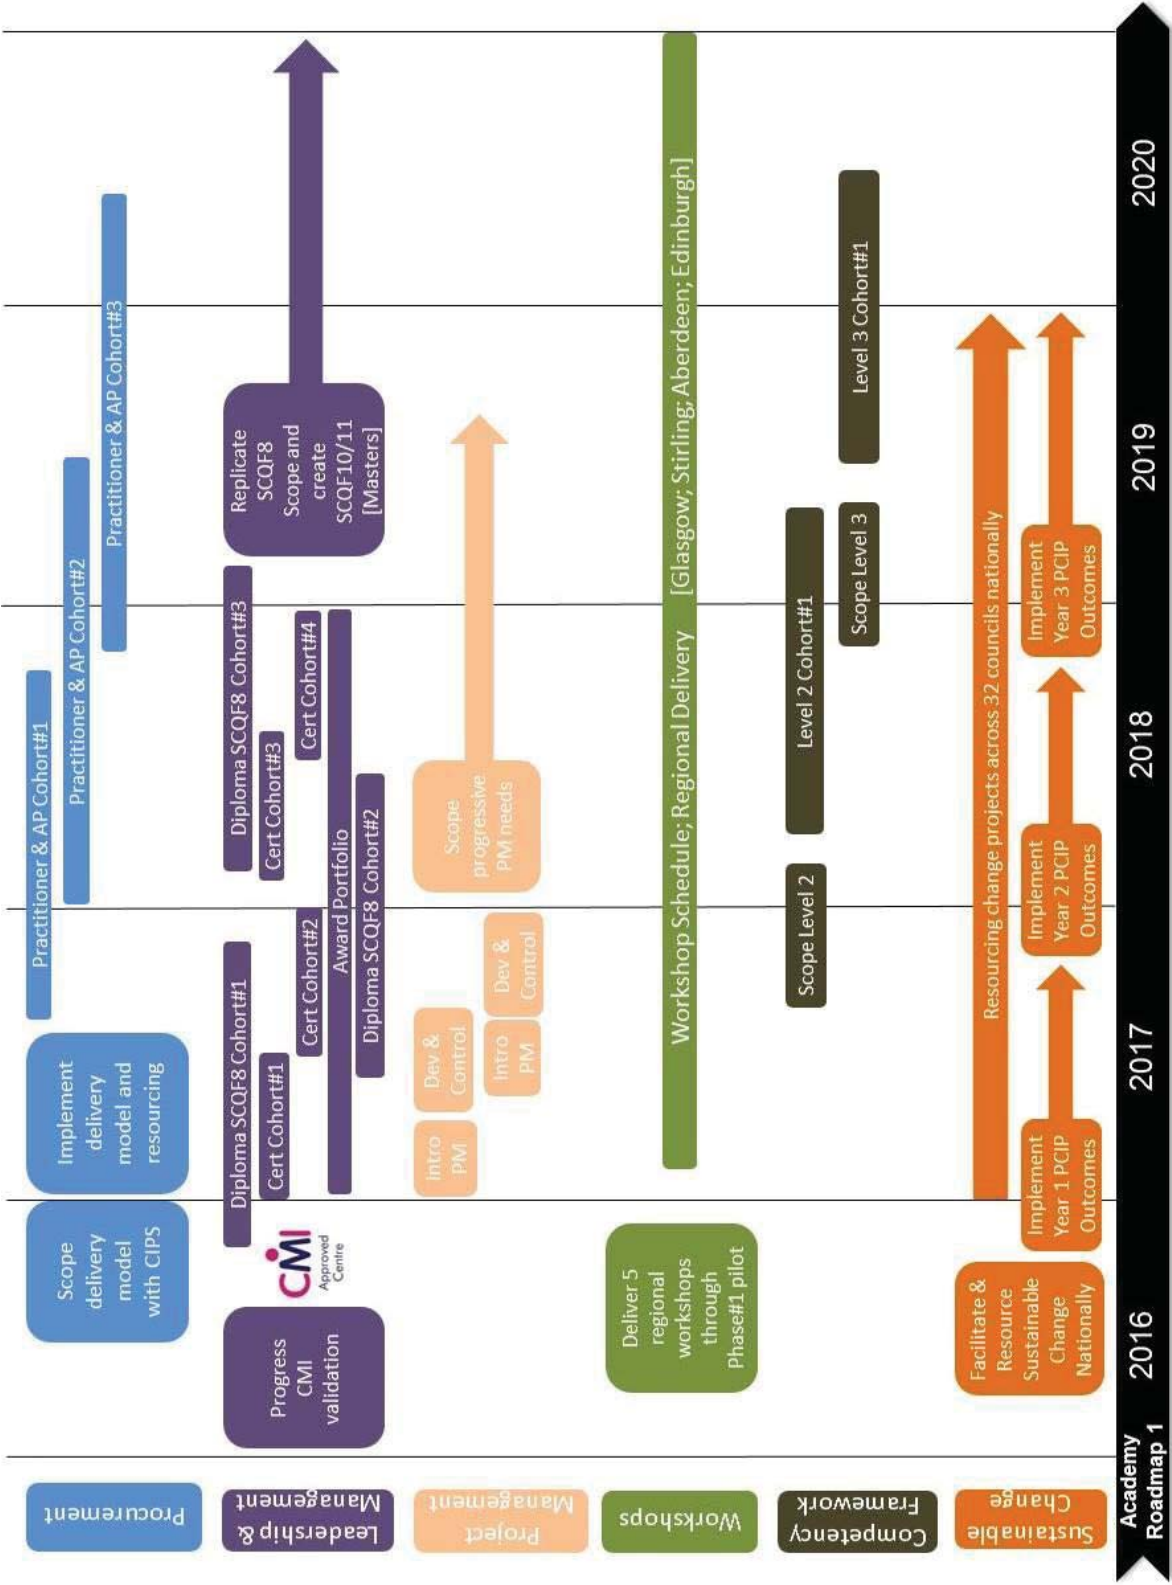 Procurement
Scope
delivery
model
with CIPS
Implement
delivery
model and
resourcing
Practitioner & AP Cohort#1
Practitioner & AP Cohort#2
Practitioner & AP Cohort#3
Leadership &
Management
Progress
CMI
validation
CMI
Approved
Centre
Diploma SCQF8 Cohort#1
Cert Cohort#1
Cert Cohort#2
Award Portfolio
Diploma SCQF8 Cohort#2
Diploma SCQF8 Cohort#3
Cert Cohort#3
Cert Cohort#4
Replicate
SCQF8
Scope and
create
SCQF10/11
[Masters]
Project
Management
Intro
PM
Dev &
Control
Intro
PM
Dev &
Control
Scope
progressive
PM needs
Workshops
Deliver 5
regional
workshops
through
Phase#1 pilot
Workshop Schedule; Regional Delivery [Glasgow; Stirling; Aberdeen; Edinburgh]
Competency
Framework
Scope Level 2
Level 2 Cohort#1
Scope Level 3
Level 3 Cohort#1
Sustainable
Change
Facilitate &
Resource
Sustainable
Change
Nationally
Resourcing change projects across 32 councils nationally
Implement
Year 1 PCIP
Outcomes
Implement
Year 2 PCIP
Outcomes
Implement
Year 3 PCIP
Outcomes
Academy
Roadmap 1
2016
2017
2018
2019
2020